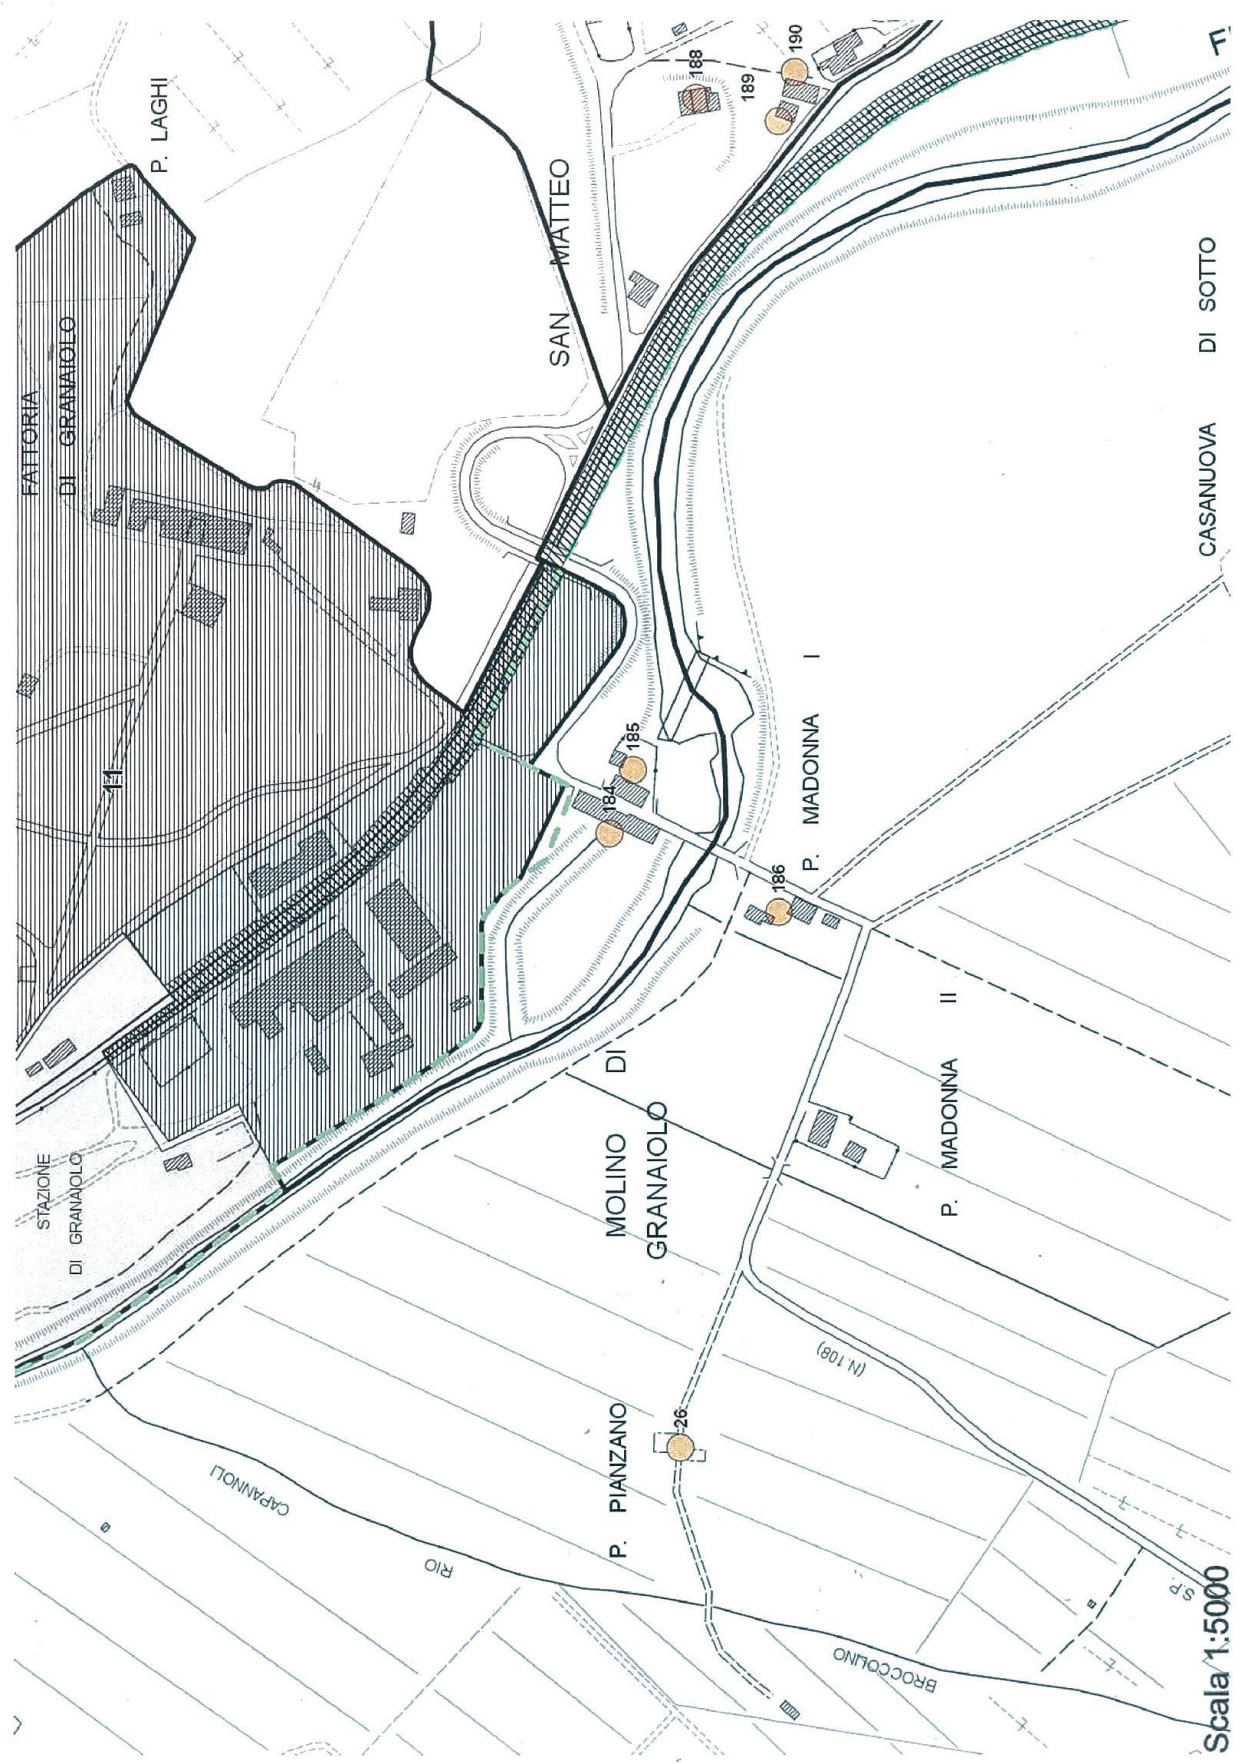 P. LAGHI
FATTORIA
DI GRANAIOLO
SAN MATTEO
188
189
190
11
STAZIONE
DI GRANAIOLO
184
185
186
P. MADONNA I
CASANUOVA DI SOTTO
MOLINO DI
GRANAIOLO
P. MADONNA II
P. PIANZANO
26
(N.108)
S.P
CAPANNOLI
RIO
BROCCOLINO
Scala 1:5000